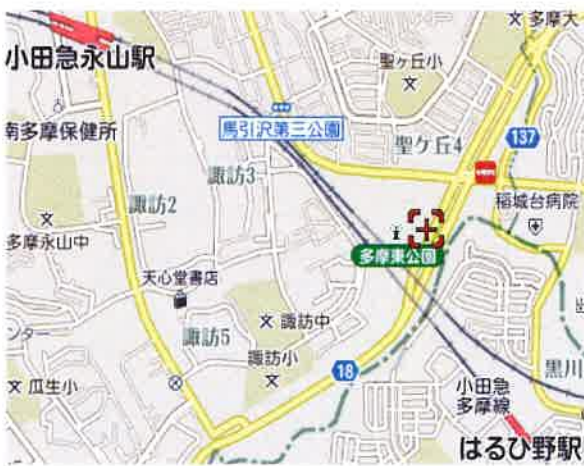 多摩大
小田急永山駅
聖ヶ丘小
南多摩保健所
137
馬引沢第三公園
聖ケ丘4
諏訪3
諏訪2
稲城台病院
多摩永山中
多摩東公園
天心堂書店
ンター
諏訪5
諏訪中
諏訪小
18
黒川
瓜生小
小田急
多摩線
はるひ野駅